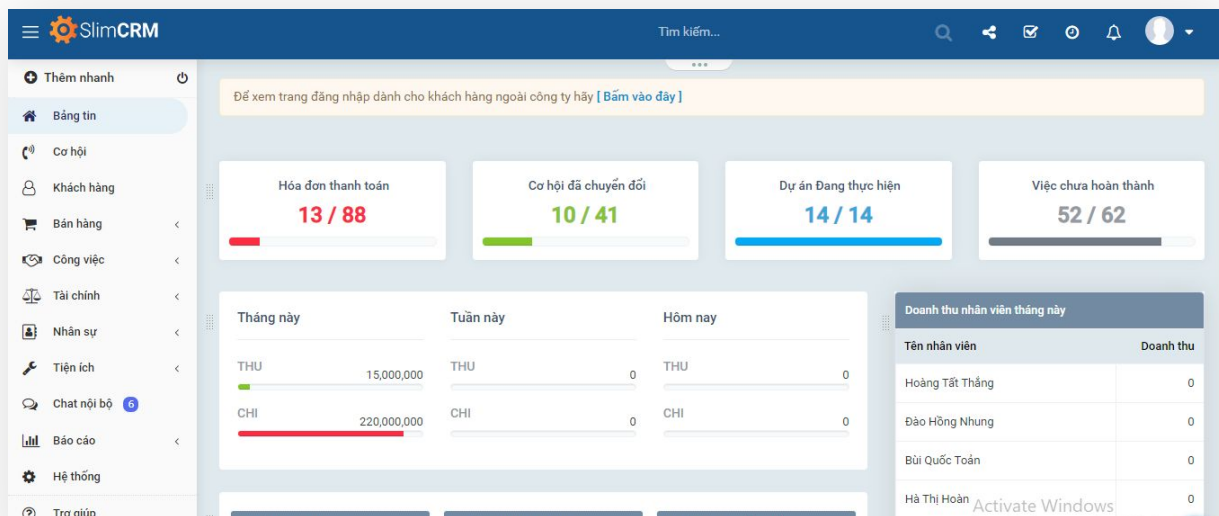 SlimCRM
Tìm kiếm...
Thêm nhanh
Bảng tin
Cơ hội
Khách hàng
Bán hàng
Công việc
Tài chính
Nhân sự
Tiện ích
Chat nội bộ 6
Báo cáo
Hệ thống
Trợ giúp
Để xem trang đăng nhập dành cho khách hàng ngoài công ty hãy [ Bấm vào đây ]
Hóa đơn thanh toán
13 / 88
Cơ hội đã chuyển đổi
10 / 41
Dự án Đang thực hiện
14 / 14
Việc chưa hoàn thành
52 / 62
Tháng này
THU
15,000,000
CHI
220,000,000
Tuần này
THU
0
CHI
0
Hôm nay
THU
0
CHI
0
Doanh thu nhân viên tháng này
Tên nhân viên Doanh thu
Hoàng Tất Thắng 0
Đào Hồng Nhung 0
Bùi Quốc Toán 0
Hà Thị Hoàn 0
Activate Windows